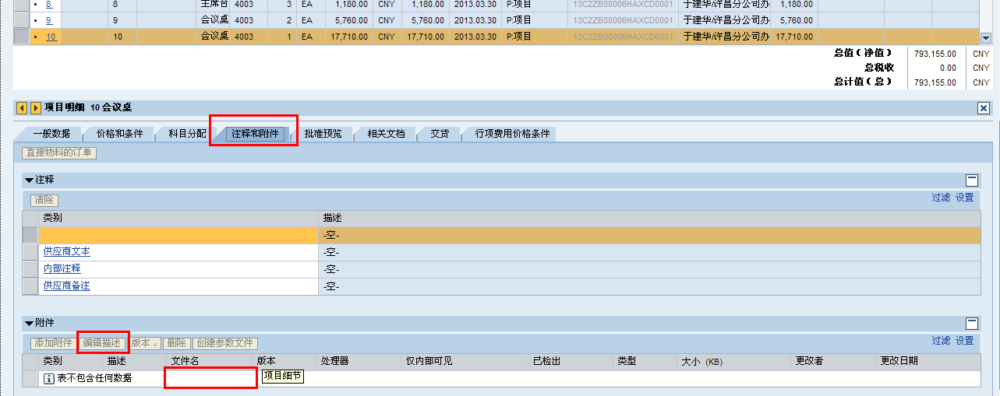 8 8 主席台 4003 3 EA 1,180.00 CNY 1,180.00 2013.03.30 P:项目 13C2ZB00006HAXCD0001 于建华/许昌分公司办 1,180.00
9 9 会议桌 4003 2 EA 5,760.00 CNY 5,760.00 2013.03.30 P:项目 13C2ZB00006HAXCD0001 于建华/许昌分公司办 5,760.00
10 10 会议桌 4003 1 EA 17,710.00 CNY 17,710.00 2013.03.30 P:项目 13C2ZB00006HAXCD0001 于建华/许昌分公司办 17,710.00
总值(净值) 793,155.00 CNY
总税收 0.00 CNY
总计值(总) 793,155.00 CNY
项目明细 10 会议桌
一般数据 价格和条件 科目分配 注释和附件 批准预览 相关文档 交货 行项费用价格条件
直接物料的订单
注释
清除 过滤 设置
类别 描述
-空-
供应商文本 -空-
内部注释 -空-
供应商备注 -空-
附件
添加附件 编辑描述 版本 删除 创建参数文件 过滤 设置
类别 描述 文件名 版本 处理器 仅内部可见 已检出 类型 大小 (KB) 更改者 更改日期
表不包含任何数据 项目细节